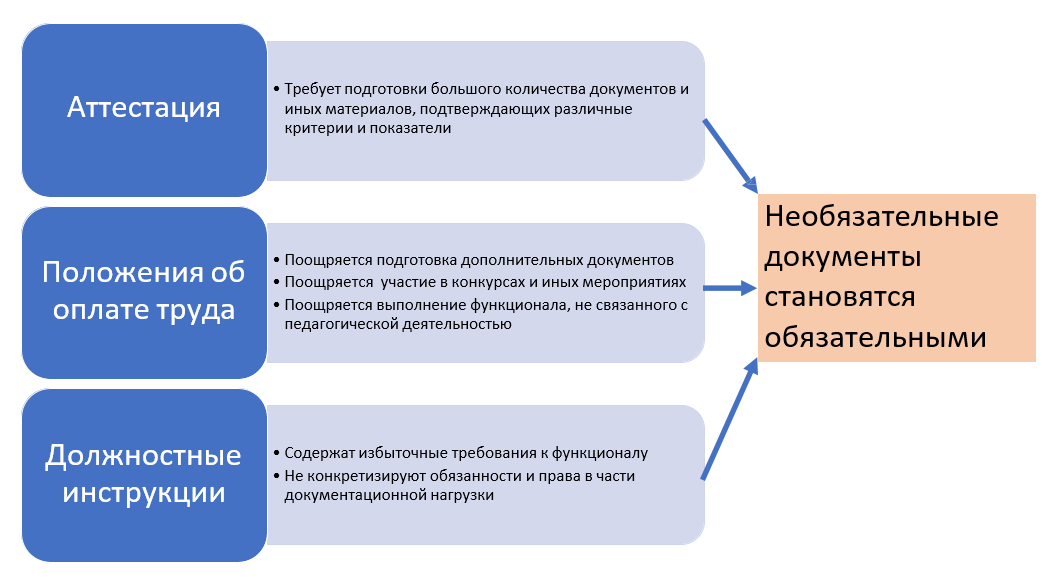 Аттестация
• Требует подготовки большого количества документов и
иных материалов, подтверждающих различные
критерии и показатели
Положения об
оплате труда
• Поощряется подготовка дополнительных документов
• Поощряется  участие в конкурсах и иных мероприятиях
• Поощряется выполнение функционала, не связанного с
педагогической деятельностью
Должностные
инструкции
• Содержат избыточные требования к функционалу
• Не конкретизируют обязанности и права в части
документационной нагрузки
Необязательные
документы
становятся
обязательными